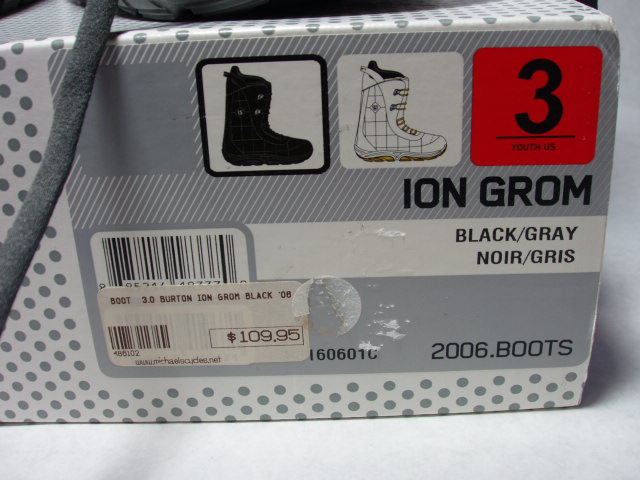 3
YOUTH US
ION GROM
BLACK/GRAY
NOIR/GRIS
BOOT 3.0 BURTON ION GROM BLACK '06
$109.95
486102
www.michaelscycles.net
160601C
2006.BOOTS